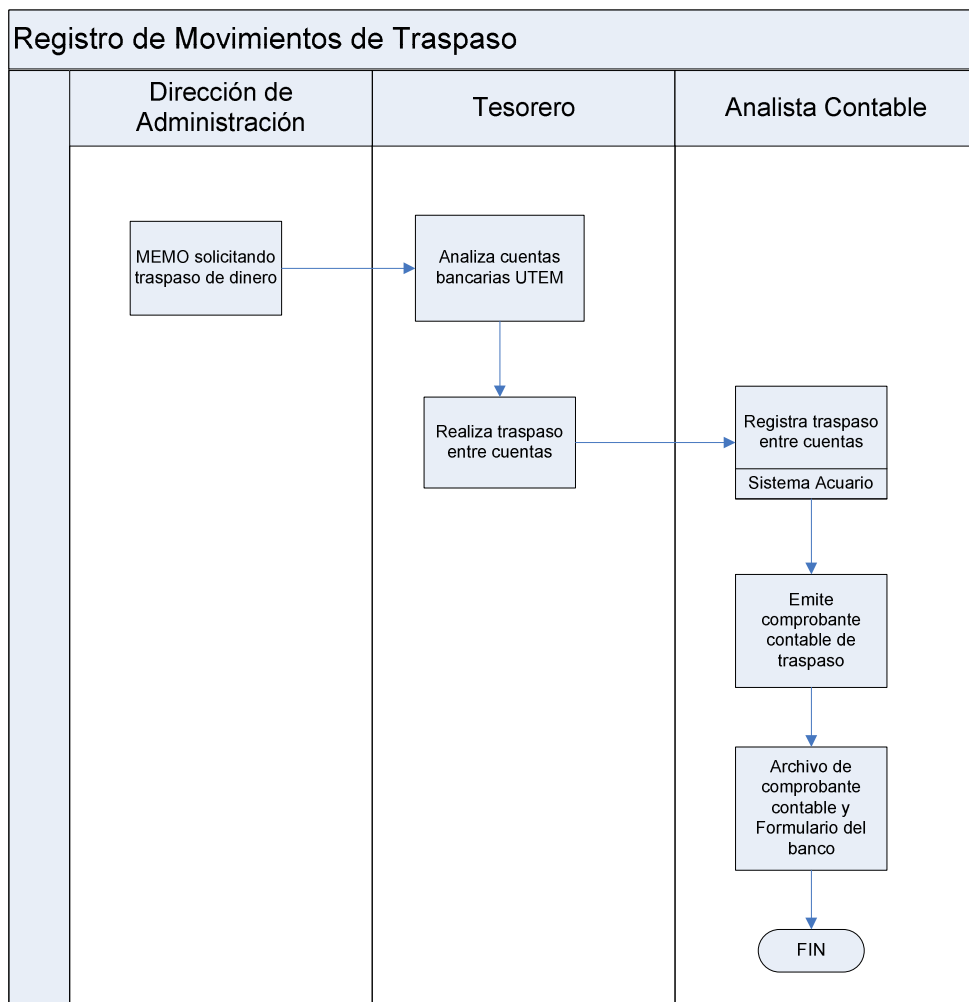 Registro de Movimientos de Traspaso
Dirección de
Administración
Tesorero
Analista Contable
MEMO solicitando
traspaso de dinero
Analiza cuentas
bancarias UTEM
Realiza traspaso
entre cuentas
Registra traspaso
entre cuentas
Sistema Acuario
Emite
comprobante
contable de
traspaso
Archivo de
comprobante
contable y
Formulario del
banco
FIN